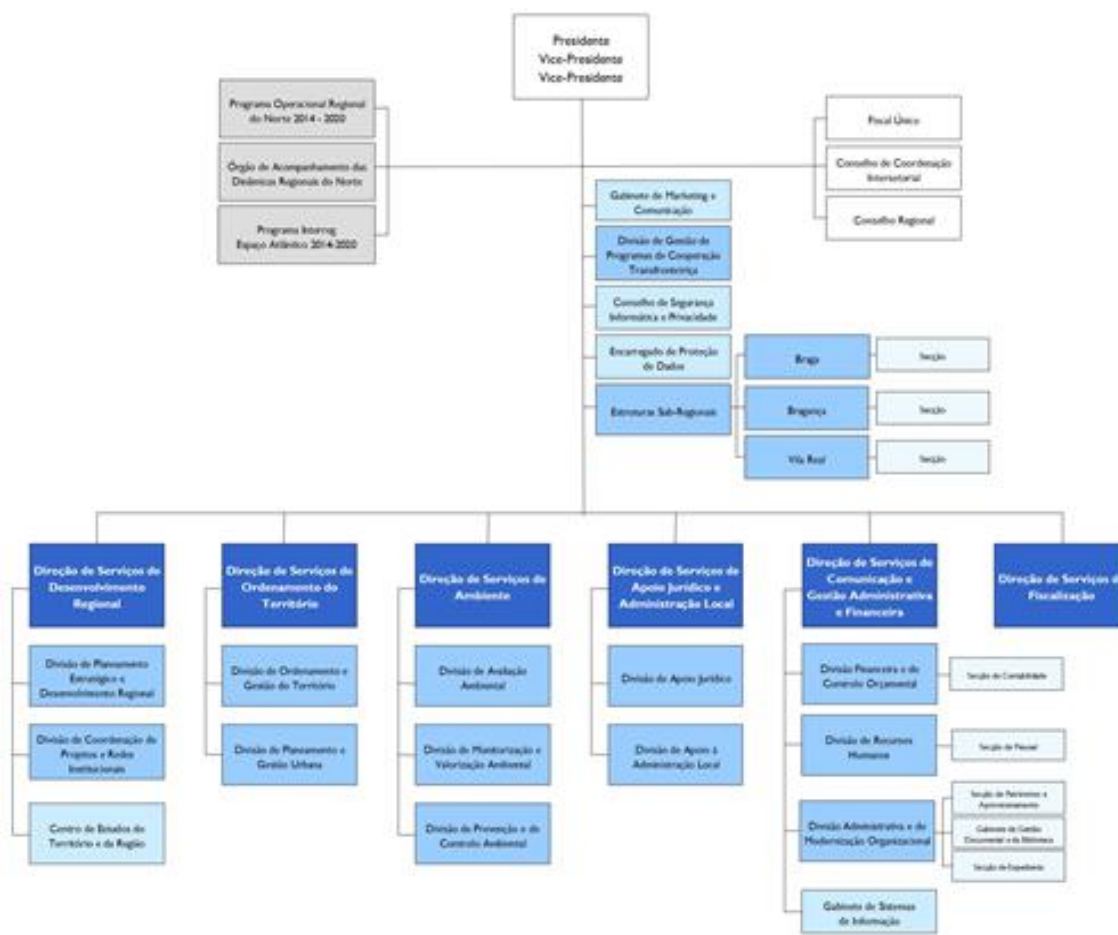 Presidente
Vice-Presidente
Vice-Presidente
Programa Operacional Regional
do Norte 2014 - 2020
Órgão de Acompanhamento das
Dinâmicas Regionais do Norte
Programa Interreg
Espaço Atlântico 2014-2020
Fiscal Único
Conselho de Coordenação
Intersetorial
Conselho Regional
Gabinete de Marketing e
Comunicação
Divisão de Gestão de
Programas de Cooperação
Transfronteiriça
Conselho de Segurança
Informática e Privacidade
Encarregado de Proteção
de Dados
Estruturas Sub-Regionais
Braga
Secção
Bragança
Secção
Vila Real
Secção
Direção de Serviços de
Desenvolvimento
Regional
Divisão de Planeamento
Estratégico e
Desenvolvimento Regional
Divisão de Coordenação de
Projetos e Redes
Institucionais
Centro de Estudos do
Território e da Região
Direção de Serviços de
Ordenamento do
Território
Divisão de Ordenamento e
Gestão do Território
Divisão de Planeamento e
Gestão Urbana
Direção de Serviços de
Ambiente
Divisão de Avaliação
Ambiental
Divisão de Monitorização e
Valorização Ambiental
Divisão de Prevenção e de
Controlo Ambiental
Direção de Serviços de
Apoio Jurídico e
Administração Local
Divisão de Apoio Jurídico
Divisão de Apoio à
Administração Local
Direção de Serviços de
Comunicação e
Gestão Administrativa
e Financeira
Divisão Financeira e de
Controlo Orçamental
Secção de Contabilidade
Divisão de Recursos
Humanos
Secção de Pessoal
Divisão Administrativa e de
Modernização Organizacional
Secção de Património e
Aprovisionamento
Gabinete de Gestão
Documental e da Biblioteca
Secção de Expediente
Gabinete de Sistemas
de Informação
Direção de Serviços de
Fiscalização